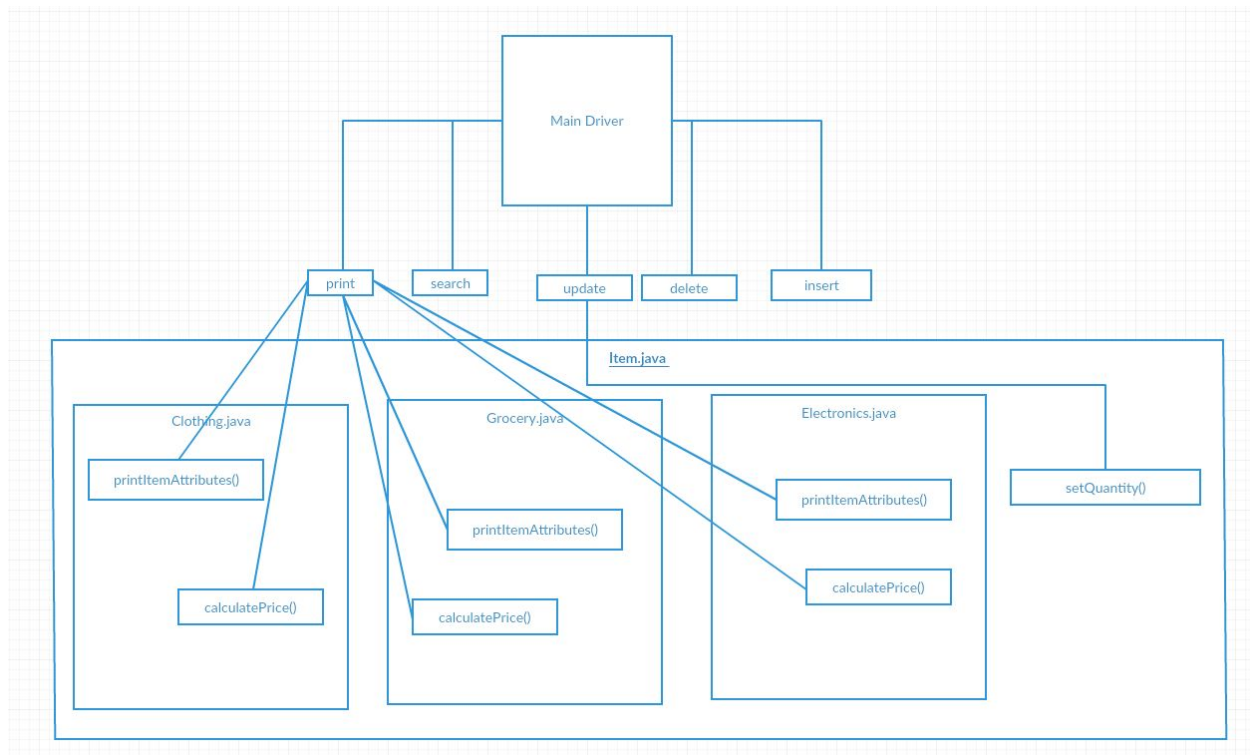 Main Driver
print
search
update
delete
insert
Item.java
Clothing.java
Grocery.java
Electronics.java
printItemAttributes()
printItemAttributes()
printItemAttributes()
setQuantity()
calculatePrice()
calculatePrice()
calculatePrice()